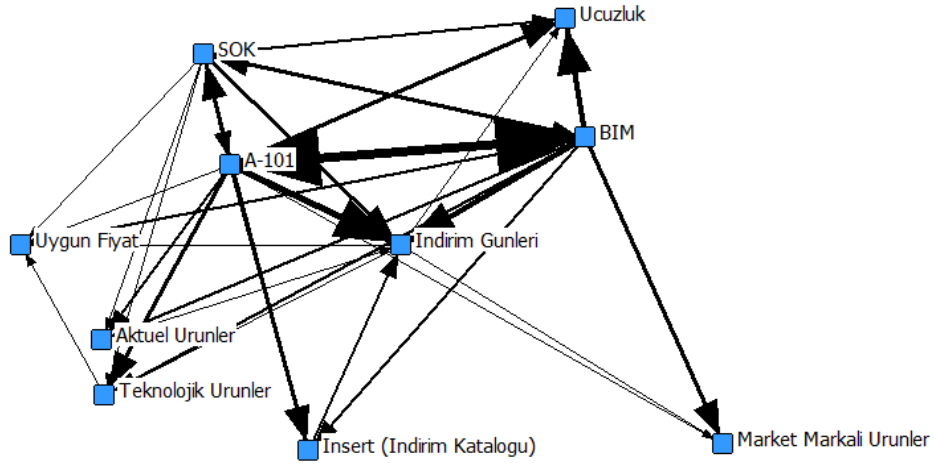 Ucuzluk
SOK
BIM
A-101
Uygun Fiyat
Indirim Gunleri
Aktuel Urunler
Teknolojik Urunler
Insert (Indirim Katalogu)
Market Markali Urunler